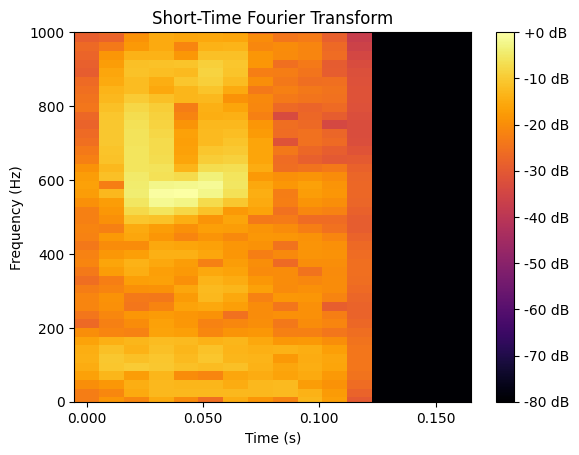 Short-Time Fourier Transform
1000
800
600
400
200
0
Frequency (Hz)
0.000
0.050
0.100
0.150
Time (s)
+0 dB
-10 dB
-20 dB
-30 dB
-40 dB
-50 dB
-60 dB
-70 dB
-80 dB